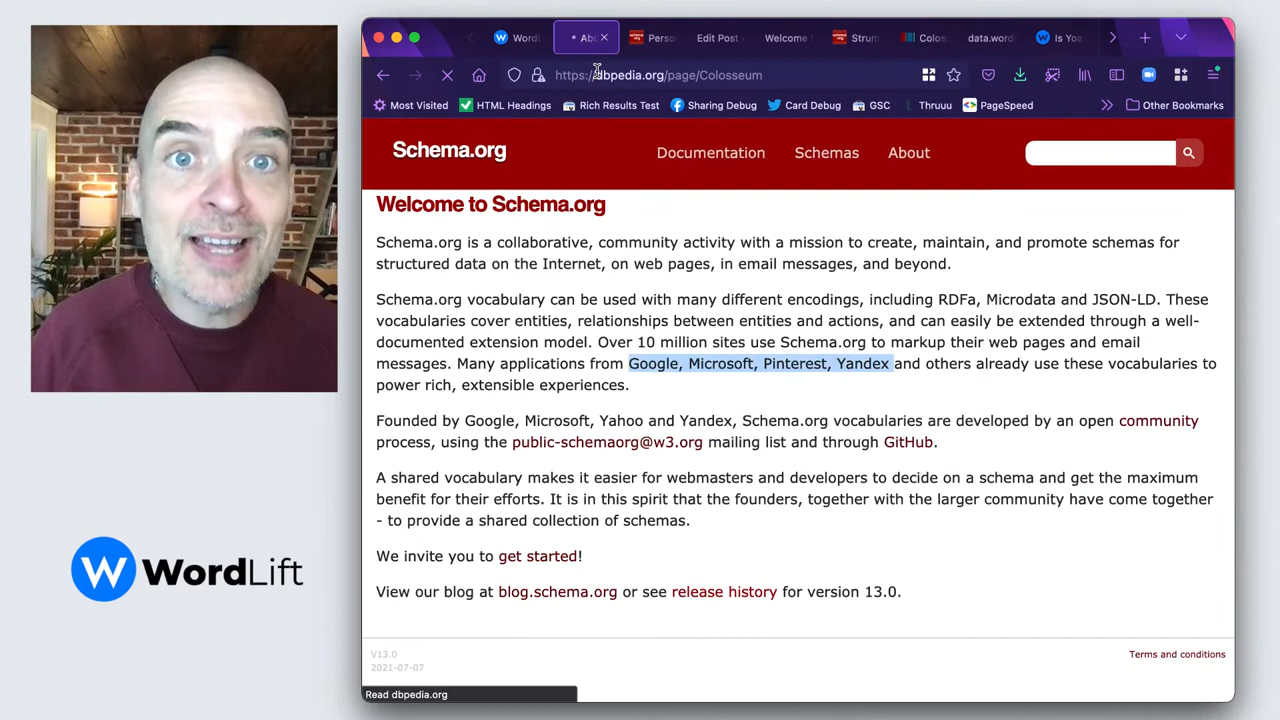 WordL
Abo
Perso
Edit Post
Welcome
Strum
Colos
data.word
Is Yoa
https://dbpedia.org/page/Colosseum
Most Visited
HTML Headings
Rich Results Test
Sharing Debug
Card Debug
GSC
Thruuu
PageSpeed
Other Bookmarks
Schema.org
Documentation
Schemas
About
Welcome to Schema.org
Schema.org is a collaborative, community activity with a mission to create, maintain, and promote schemas for
structured data on the Internet, on web pages, in email messages, and beyond.
Schema.org vocabulary can be used with many different encodings, including RDFa, Microdata and JSON-LD. These
vocabularies cover entities, relationships between entities and actions, and can easily be extended through a well-
documented extension model. Over 10 million sites use Schema.org to markup their web pages and email
messages. Many applications from Google, Microsoft, Pinterest, Yandex and others already use these vocabularies to
power rich, extensible experiences.
Founded by Google, Microsoft, Yahoo and Yandex, Schema.org vocabularies are developed by an open community
process, using the public-schemaorg@w3.org mailing list and through GitHub.
A shared vocabulary makes it easier for webmasters and developers to decide on a schema and get the maximum
benefit for their efforts. It is in this spirit that the founders, together with the larger community have come together
- to provide a shared collection of schemas.
We invite you to get started!
View our blog at blog.schema.org or see release history for version 13.0.
V13.0
2021-07-07
Terms and conditions
Read dbpedia.org
W WordLift